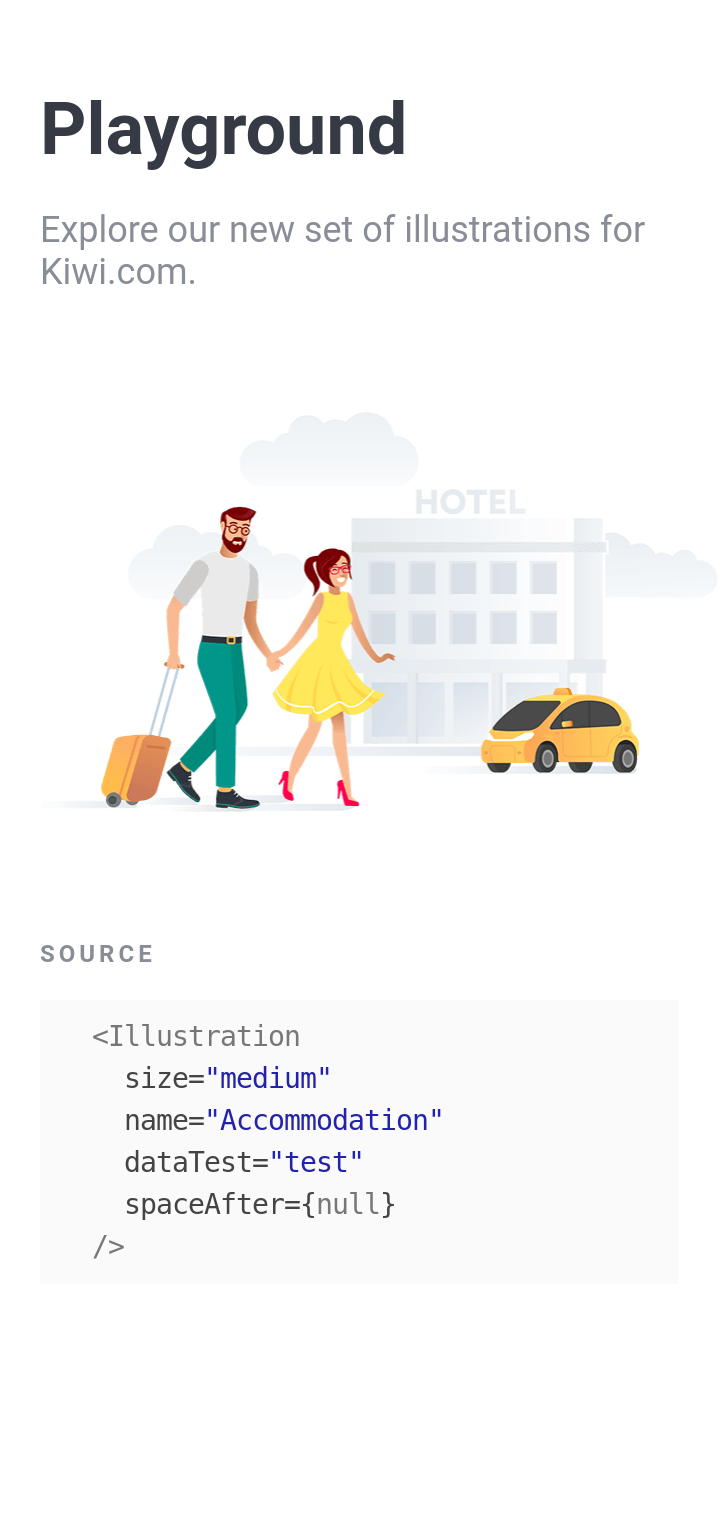 Playground
Explore our new set of illustrations for
Kiwi.com.
HOTEL
SOURCE
<Illustration
  size="medium"
  name="Accommodation"
  dataTest="test"
  spaceAfter={null}
/>